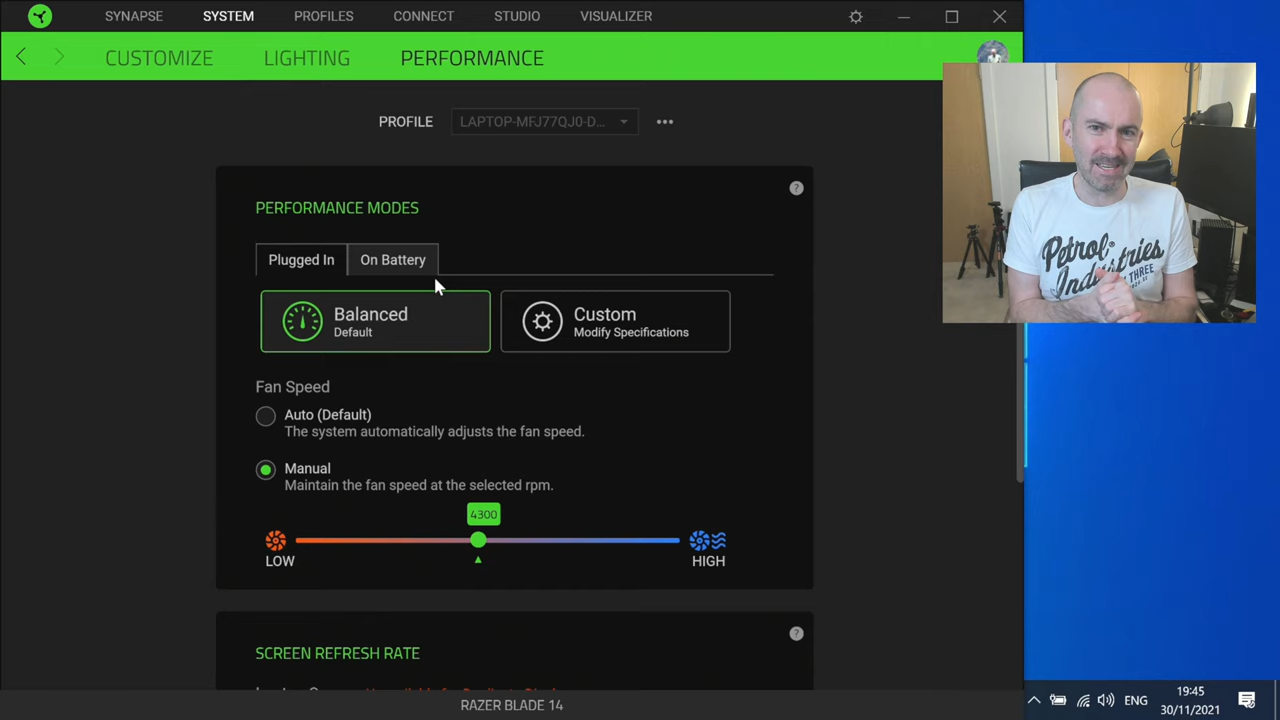 SYNAPSE SYSTEM PROFILES CONNECT STUDIO VISUALIZER
CUSTOMIZE LIGHTING PERFORMANCE
PROFILE LAPTOP-MFJ77QJ0-D... •••
PERFORMANCE MODES ?
Plugged In On Battery
Balanced
Default
Custom
Modify Specifications
Fan Speed
Auto (Default)
The system automatically adjusts the fan speed.
Manual
Maintain the fan speed at the selected rpm.
4300
LOW HIGH
SCREEN REFRESH RATE ?
RAZER BLADE 14
Petrol®
Industries
ENG
19:45
30/11/2021